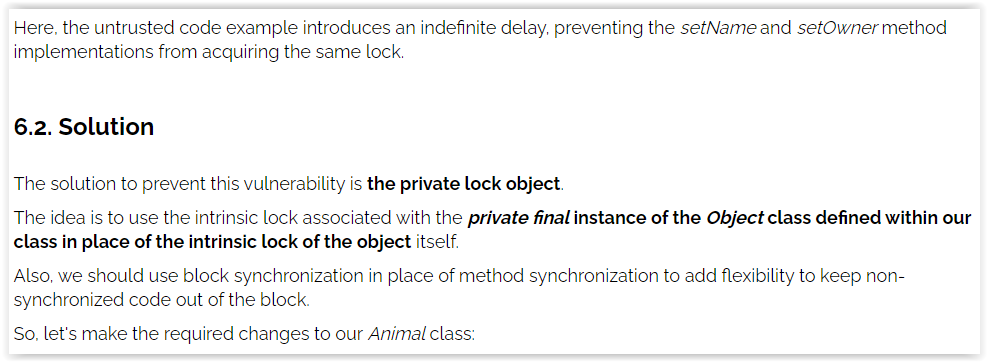 Here, the untrusted code example introduces an indefinite delay, preventing the setName and setOwner method
implementations from acquiring the same lock.
6.2. Solution
The solution to prevent this vulnerability is the private lock object.
The idea is to use the intrinsic lock associated with the private final instance of the Object class defined within our
class in place of the intrinsic lock of the object itself.
Also, we should use block synchronization in place of method synchronization to add flexibility to keep non-
synchronized code out of the block.
So, let's make the required changes to our Animal class: